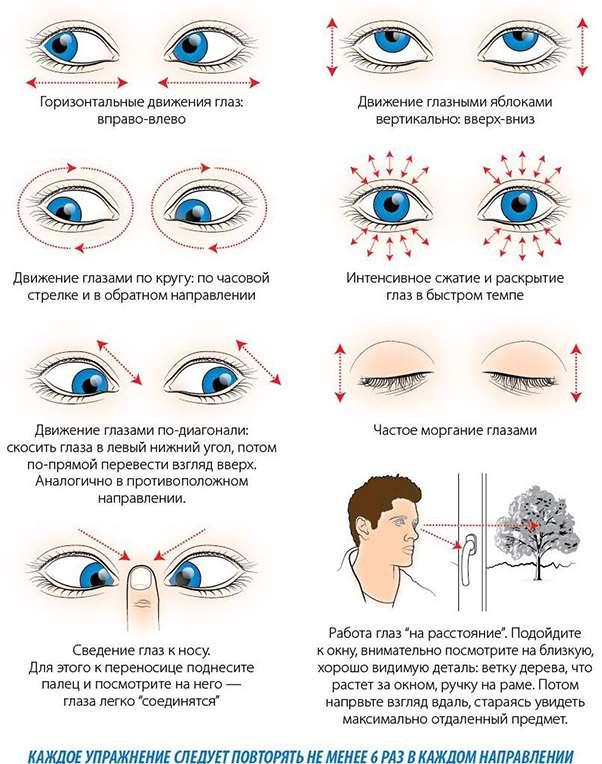 Горизонтальные движения глаз:
вправо-влево
Движение глазными яблоками
вертикально: вверх-вниз
Движение глазами по кругу: по часовой
стрелке и в обратном направлении
Интенсивное сжатие и раскрытие
глаз в быстром темпе
Движение глазами по-диагонали:
скосить глаза в левый нижний угол, потом
по-прямой перевести взгляд вверх.
Аналогично в противоположном
направлении.
Частое моргание глазами
Сведение глаз к носу.
Для этого к переносице поднесите
палец и посмотрите на него —
глаза легко “соединятся”
Работа глаз “на расстояние”. Подойдите
к окну, внимательно посмотрите на близкую,
хорошо видимую деталь: ветку дерева, что
растет за окном, ручку на раме. Потом
напрвьте взгляд вдаль, стараясь увидеть
максимально отдаленный предмет.
КАЖДОЕ УПРАЖНЕНИЕ СЛЕДУЕТ ПОВТОРЯТЬ НЕ МЕНЕЕ 6 РАЗ В КАЖДОМ НАПРАВЛЕНИИ